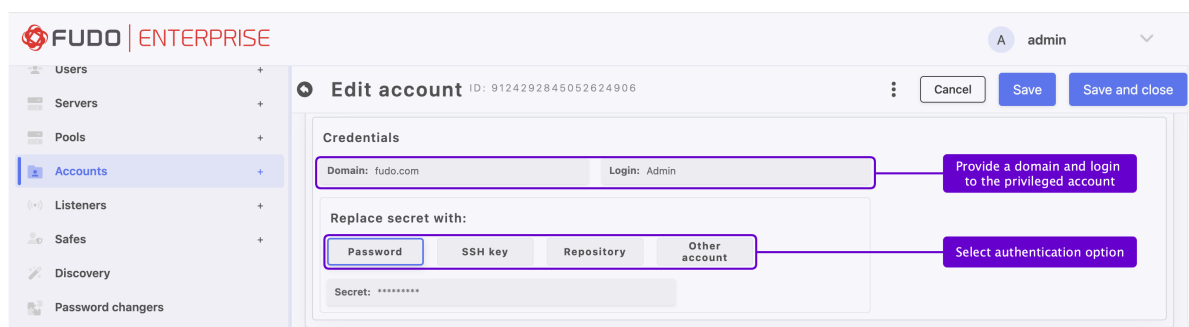 FUDO | ENTERPRISE
A admin
Users +
Servers +
Pools +
Accounts +
Listeners +
Safes +
Discovery
Password changers
Edit account ID: 9124292845052624906
Cancel
Save
Save and close
Credentials
Domain: fudo.com
Login: Admin
Provide a domain and login
to the privileged account
Replace secret with:
Password
SSH key
Repository
Other
account
Select authentication option
Secret: *********